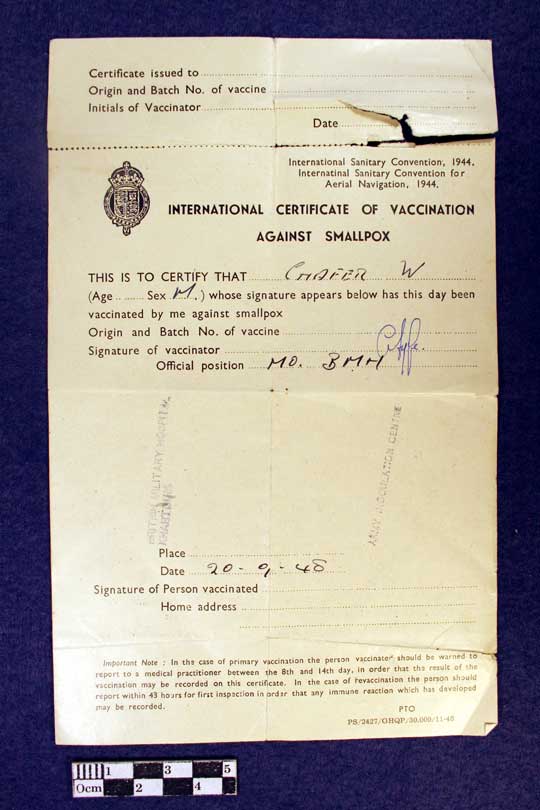 Certificate issued to
Origin and Batch No. of vaccine
Initials of Vaccinator
Date
International Sanitary Convention, 1944.
Internatinal Sanitary Convention for
Aerial Navigation, 1944.
INTERNATIONAL CERTIFICATE OF VACCINATION
AGAINST SMALLPOX
THIS IS TO CERTIFY THAT CHAFER W
(Age ........ Sex M.) whose signature appears below has this day been
vaccinated by me against smallpox
Origin and Batch No. of vaccine
Signature of vaccinator
Official position MO. BMH
BRITISH MILITARY HOSPITAL
KHARTOUM
ARMY INOCULATION CENTRE
Place
Date 20-9-48
Signature of Person vaccinated
Home address
Important Note : In the case of primary vaccination the person vaccinated should be warned to
report to a medical practitioner between the 8th and 14th day, in order that the result of the
vaccination may be recorded on this certificate. In the case of revaccination the person should
report within 43 hours for first inspection in order that any immune reaction which has developed
may be recorded.
PTO
PS/2427/GHQP/30.000/11-45
1 3 5
0cm 2 4